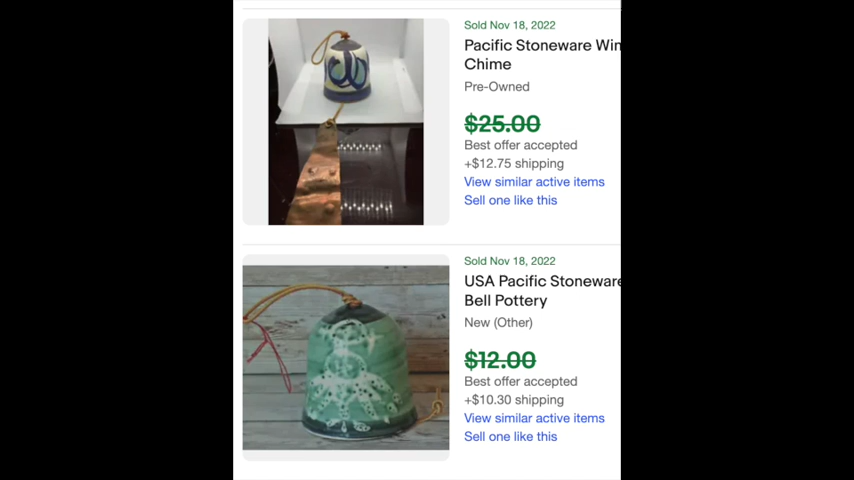 Sold Nov 18, 2022
Pacific Stoneware
Chime
Pre-Owned
$25.00
Best offer accepted
+$12.75 shipping
View similar active items
Sell one like this
Sold Nov 18, 2022
USA Pacific Stoneware
Bell Pottery
New (Other)
$12.00
Best offer accepted
+$10.30 shipping
View similar active items
Sell one like this